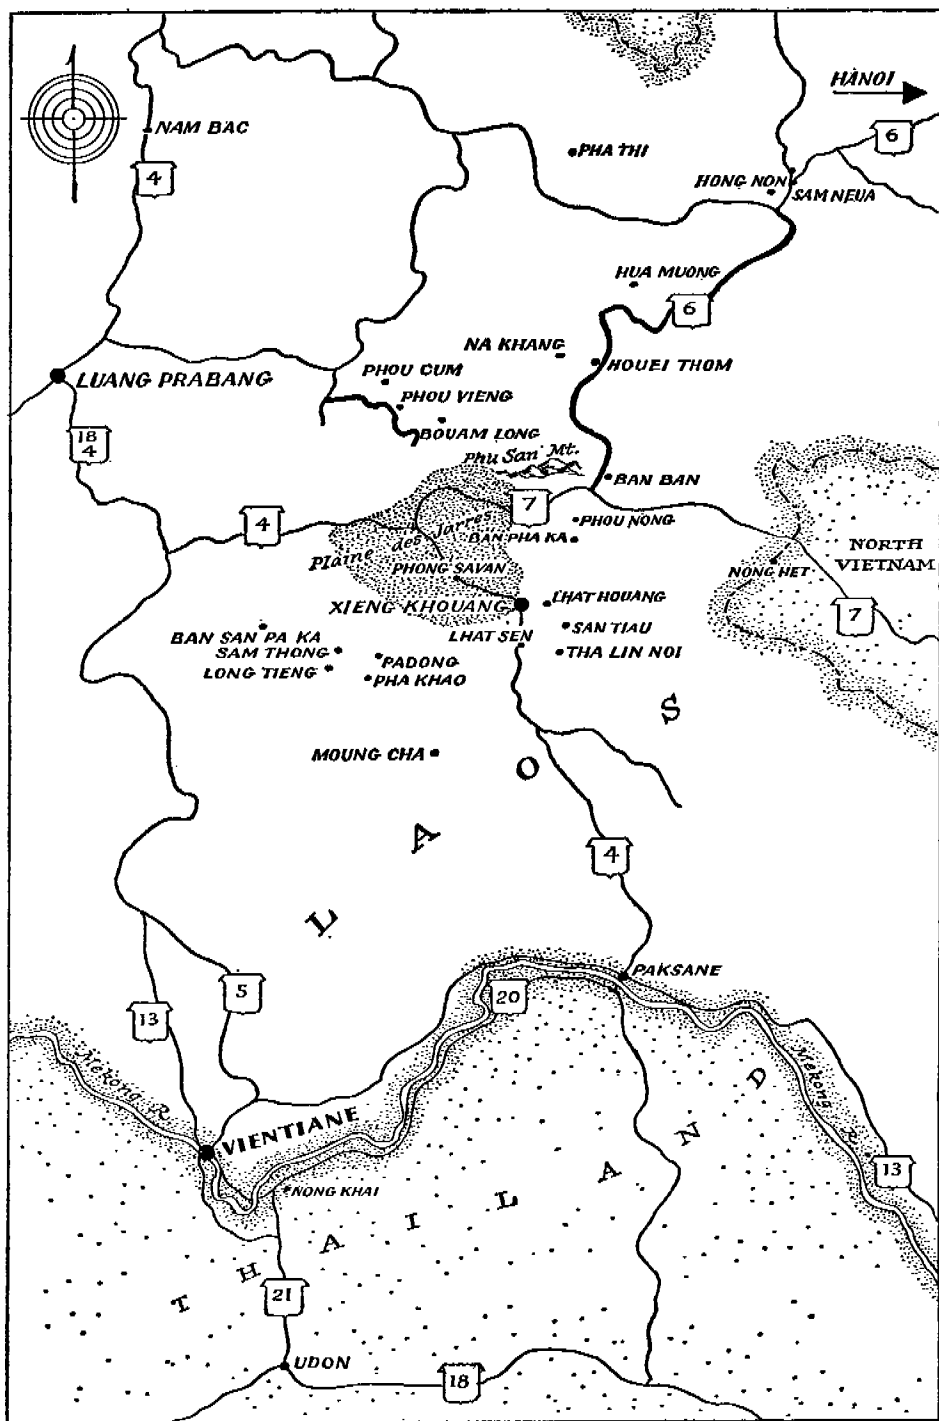 HÀNOI
6
NAM BAC
PHA THI
4
HONG NON
SAM NEUA
HUA MUONG
6
NA KHANG
HOUEI THOM
PHOU CUM
LUANG PRABANG
PHOU VIENG
BOUAM LONG
18
4
Phu San Mt.
BAN BAN
7
PHOU NONG
4
Plaine des Jarres
BAN PHA KA
NORTH
VIETNAM
PHONG SAVAN
NONG HET
XIENG KHOUANG
LHAT HOUANG
7
BAN SAN PA KA
LHAT SEN
SAN TIAU
SAM THONG
PADONG
THA LIN NOI
LONG TIENG
PHA KHAO
MOUNG CHA
LAOS
4
PAKSANE
5
20
13
Mekong R.
Mekong R.
VIENTIANE
13
NONG KHAI
THAILAND
21
UDON
18